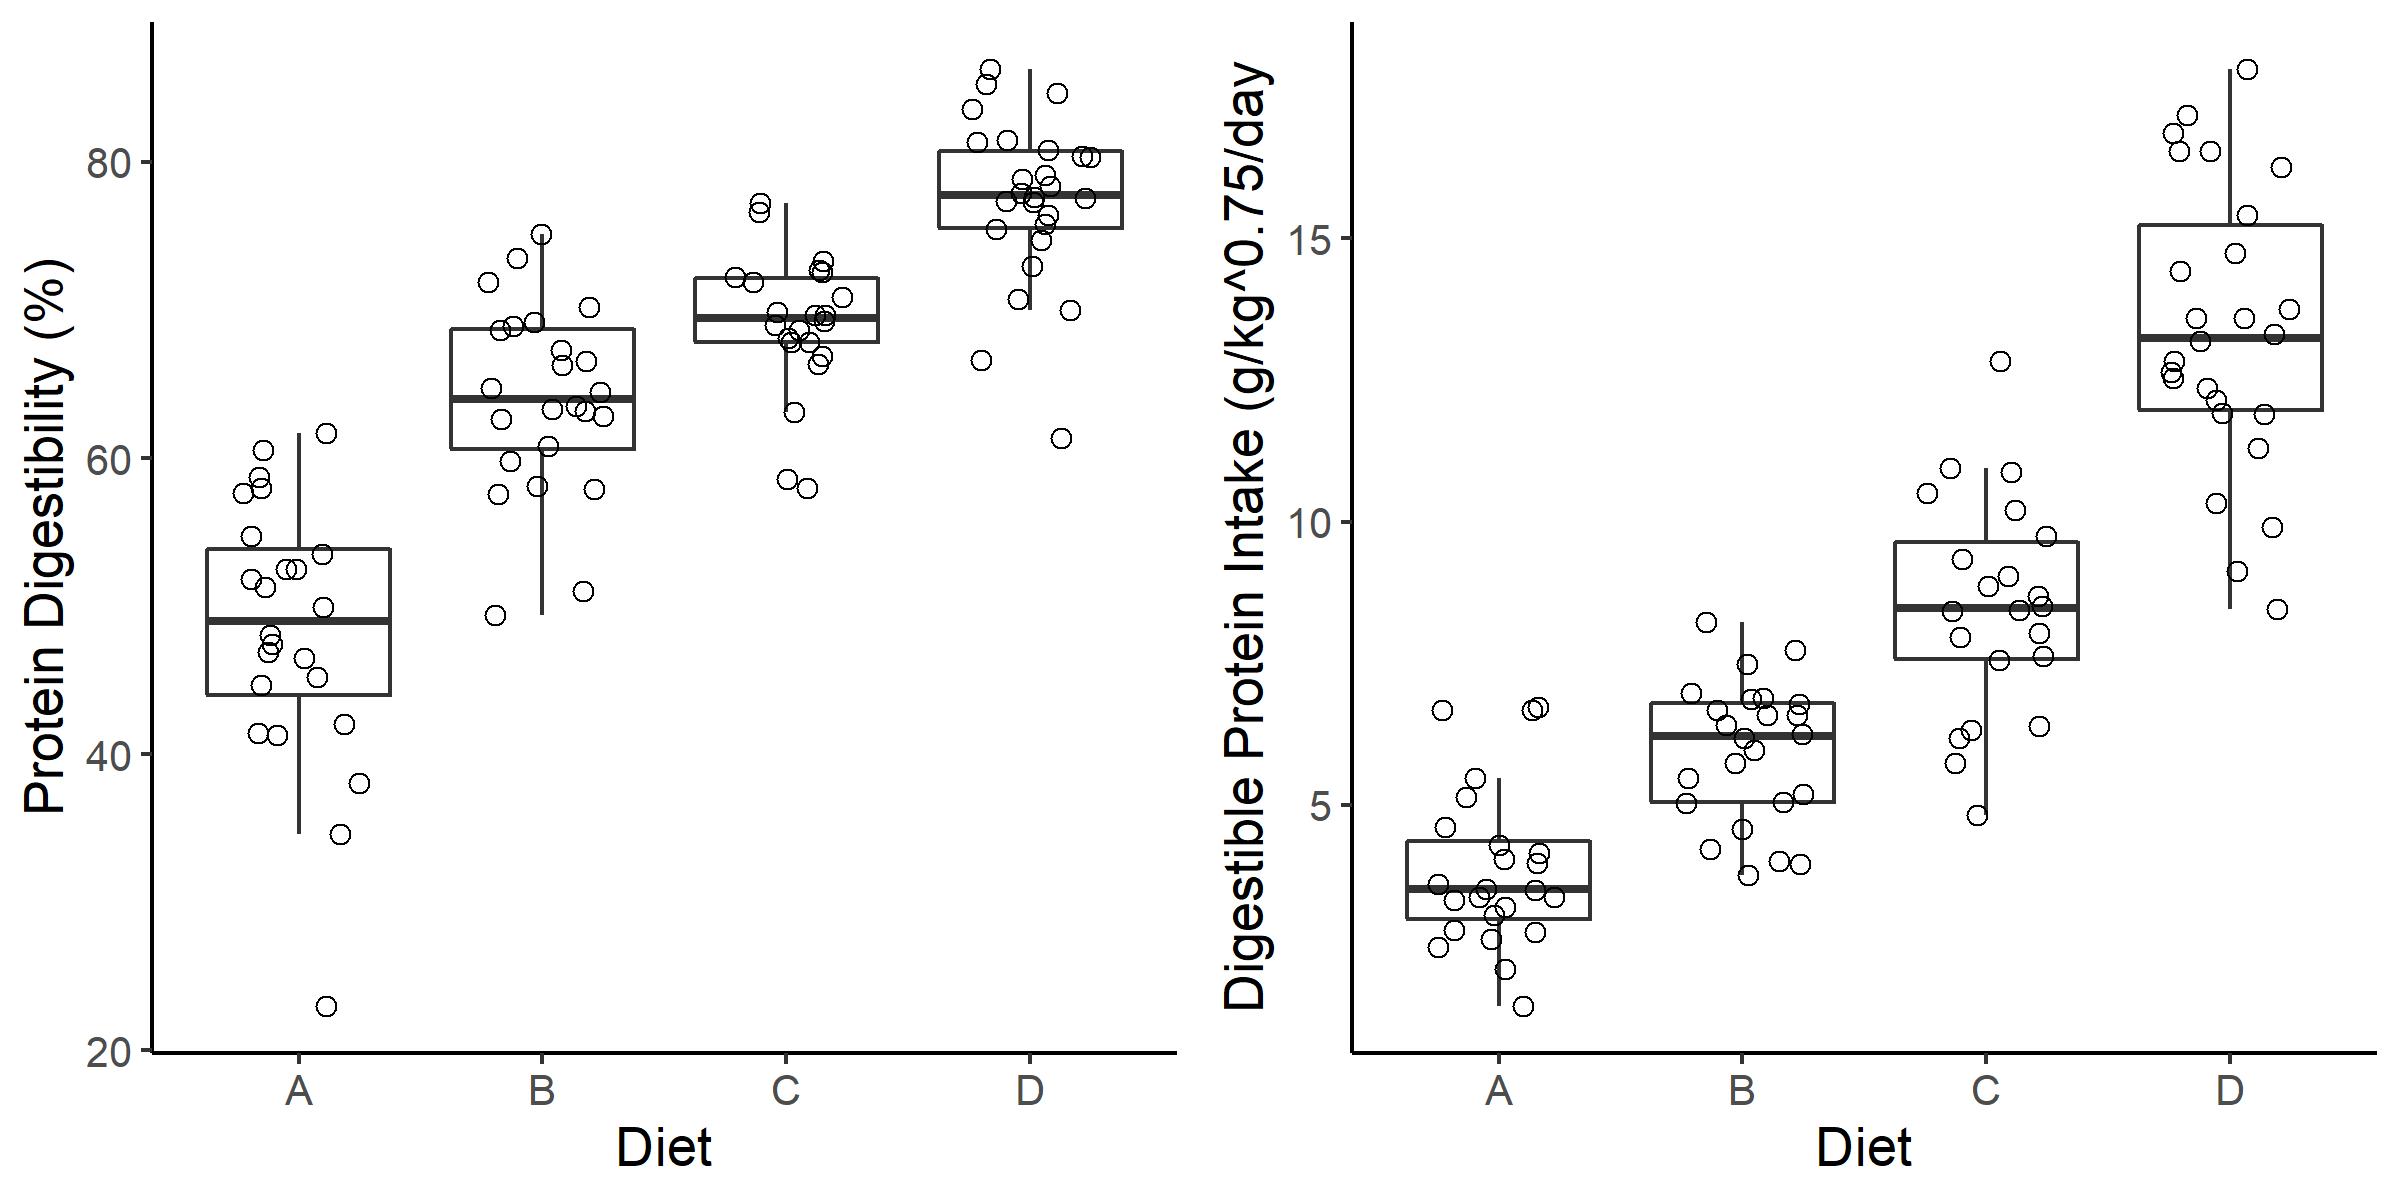 Protein Digestibility (%)
80
60
40
20
A B C D
Diet
Digestible Protein Intake (g/kg^0.75/day
15
10
5
A B C D
Diet